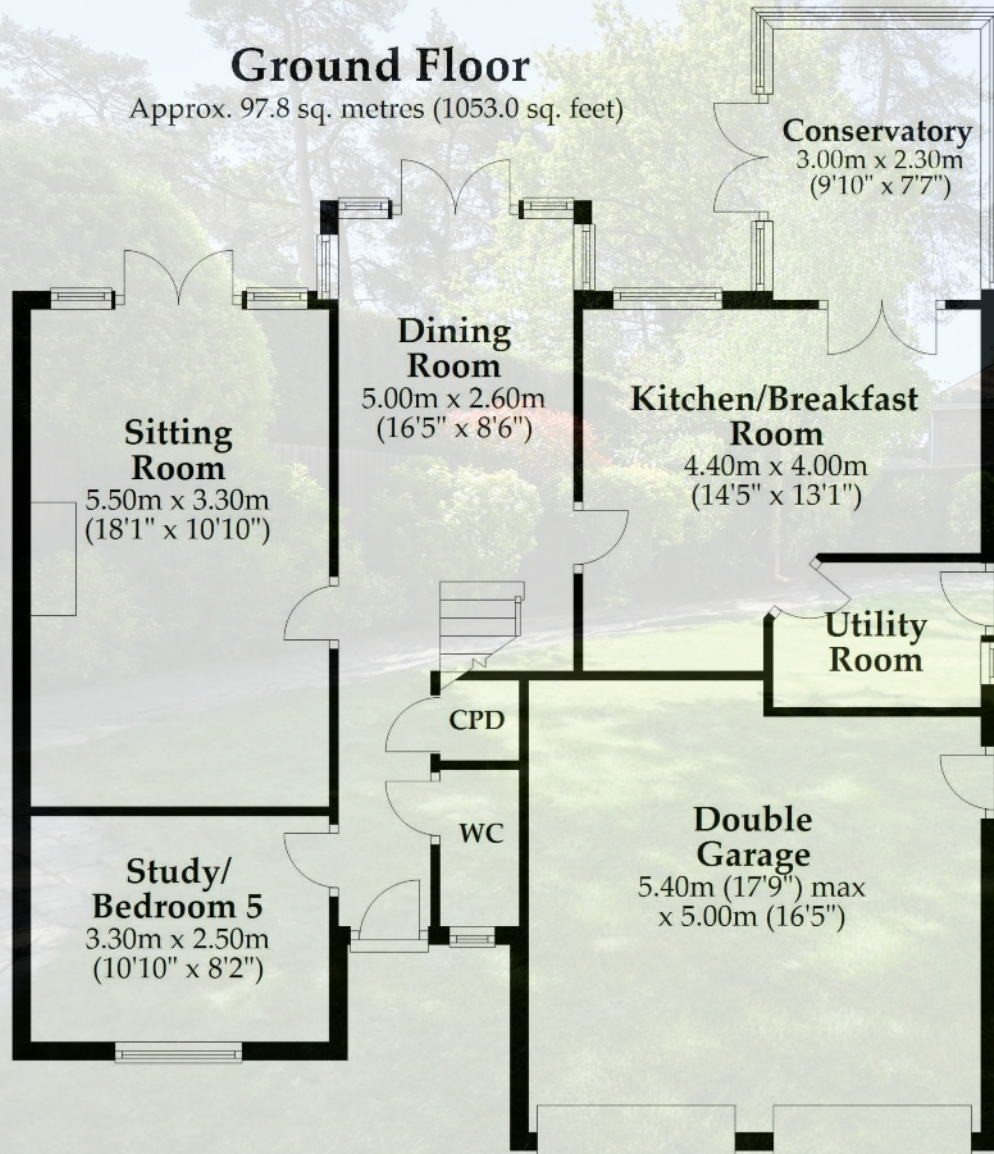 Ground Floor
Approx. 97.8 sq. metres (1053.0 sq. feet)
Conservatory
3.00m x 2.30m
(9'10" x 7'7")
Dining
Room
5.00m x 2.60m
(16'5" x 8'6")
Kitchen/Breakfast
Room
4.40m x 4.00m
(14'5" x 13'1")
Sitting
Room
5.50m x 3.30m
(18'1" x 10'10")
Utility
Room
CPD
WC
Double
Garage
5.40m (17'9") max
x 5.00m (16'5")
Study/
Bedroom 5
3.30m x 2.50m
(10'10" x 8'2")